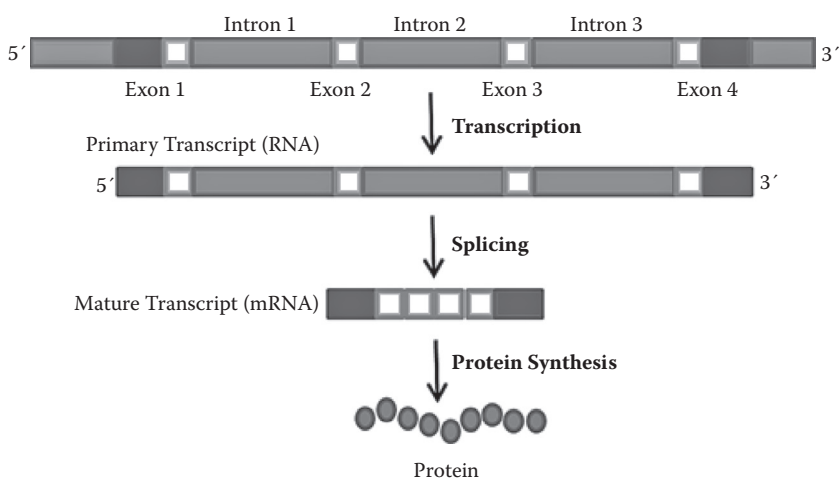 Intron 1 Intron 2 Intron 3
5´ 3´
Exon 1 Exon 2 Exon 3 Exon 4
Transcription
Primary Transcript (RNA)
5´ 3´
Splicing
Mature Transcript (mRNA)
Protein Synthesis
Protein